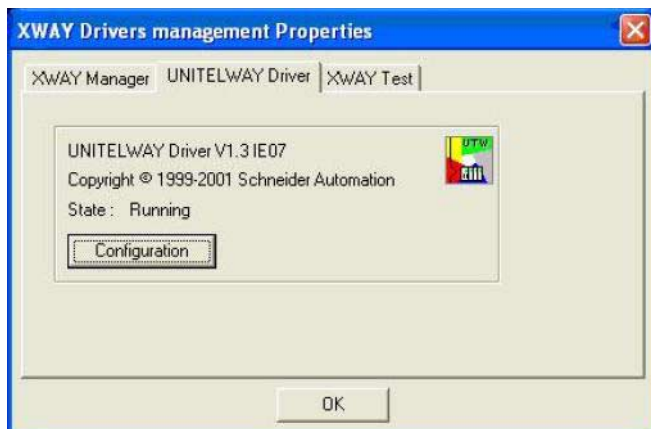 XWAY Drivers management Properties
XWAY Manager UNITELWAY Driver XWAY Test
UNITELWAY Driver V1.3 IE07
UTW
Copyright © 1999-2001 Schneider Automation
State : Running
Configuration
OK